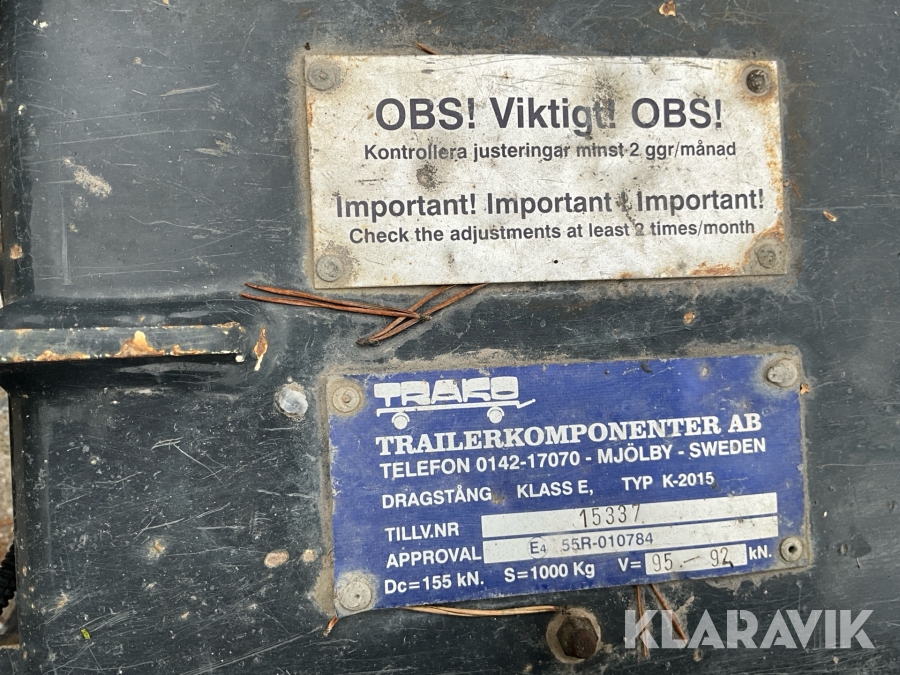 OBS! Viktigt! OBS!
Kontrollera justeringar minst 2 ggr/månad
Important! Important! Important!
Check the adjustments at least 2 times/month
TRAKO
TRAILERKOMPONENTER AB
TELEFON 0142-17070 - MJÖLBY - SWEDEN
DRAGSTÅNG KLASS E, TYP K-2015
TILLV.NR 15337
APPROVAL E4 55R-010784
Dc=155 kN. S=1000 Kg V= 95.-92 kN.
KLARAVIK